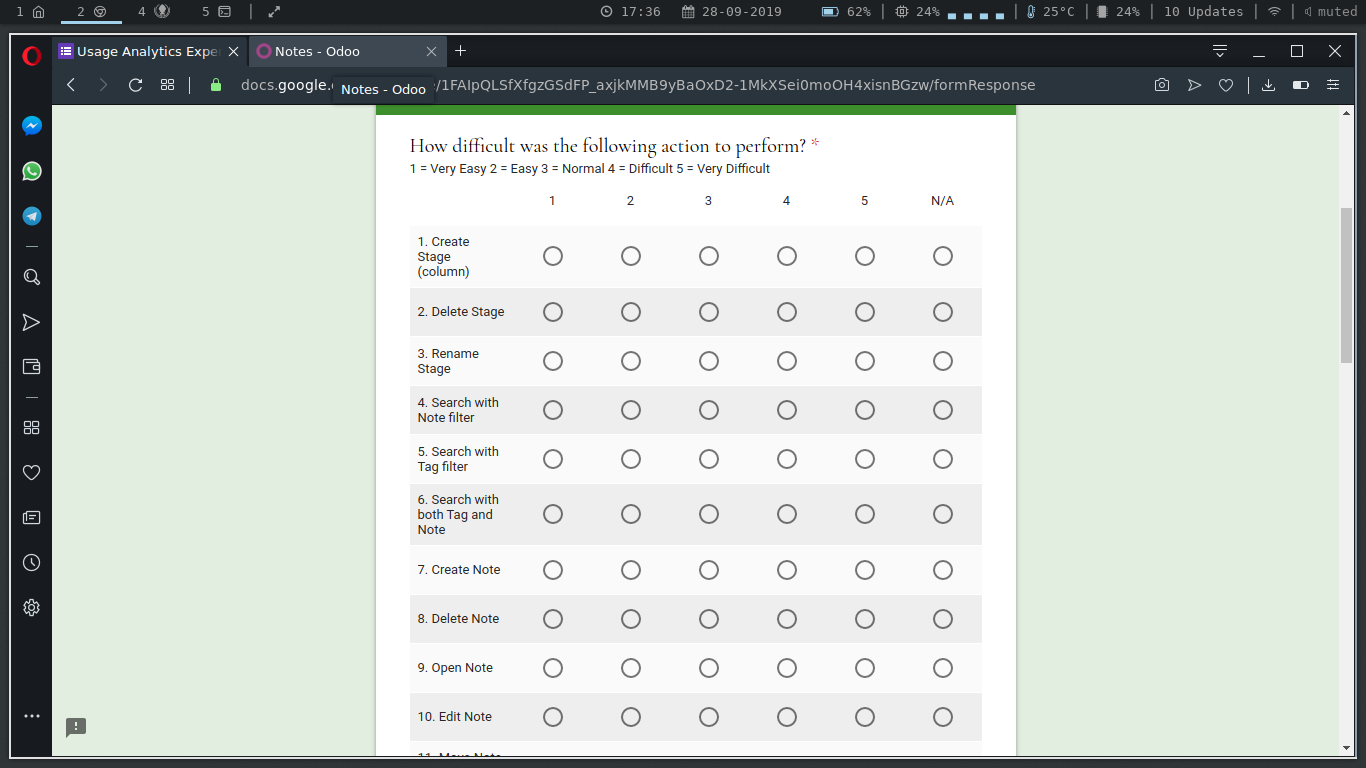 1 2 4 5 17:36 28-09-2019 62% 24% 25°C 24% 10 Updates muted
Usage Analytics Expe Notes - Odoo
docs.google. /1FAIpQLSfXfgzGSdFP_axjkMMB9yBaOxD2-1MkXSei0moOH4xisnBGzw/formResponse
Notes - Odoo
How difficult was the following action to perform? *
1 = Very Easy 2 = Easy 3 = Normal 4 = Difficult 5 = Very Difficult
1 2 3 4 5 N/A
1. Create
Stage
(column)
2. Delete Stage
3. Rename
Stage
4. Search with
Note filter
5. Search with
Tag filter
6. Search with
both Tag and
Note
7. Create Note
8. Delete Note
9. Open Note
10. Edit Note
11. Move Note